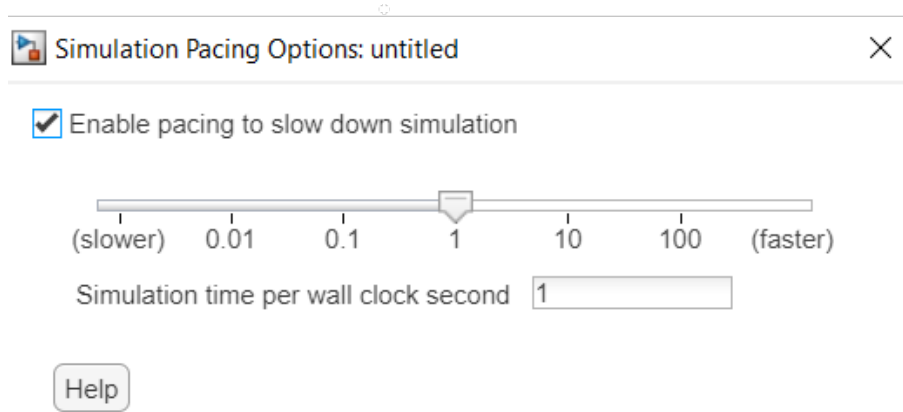 Simulation Pacing Options: untitled
Enable pacing to slow down simulation
(slower) 0.01 0.1 1 10 100 (faster)
Simulation time per wall clock second 1
Help